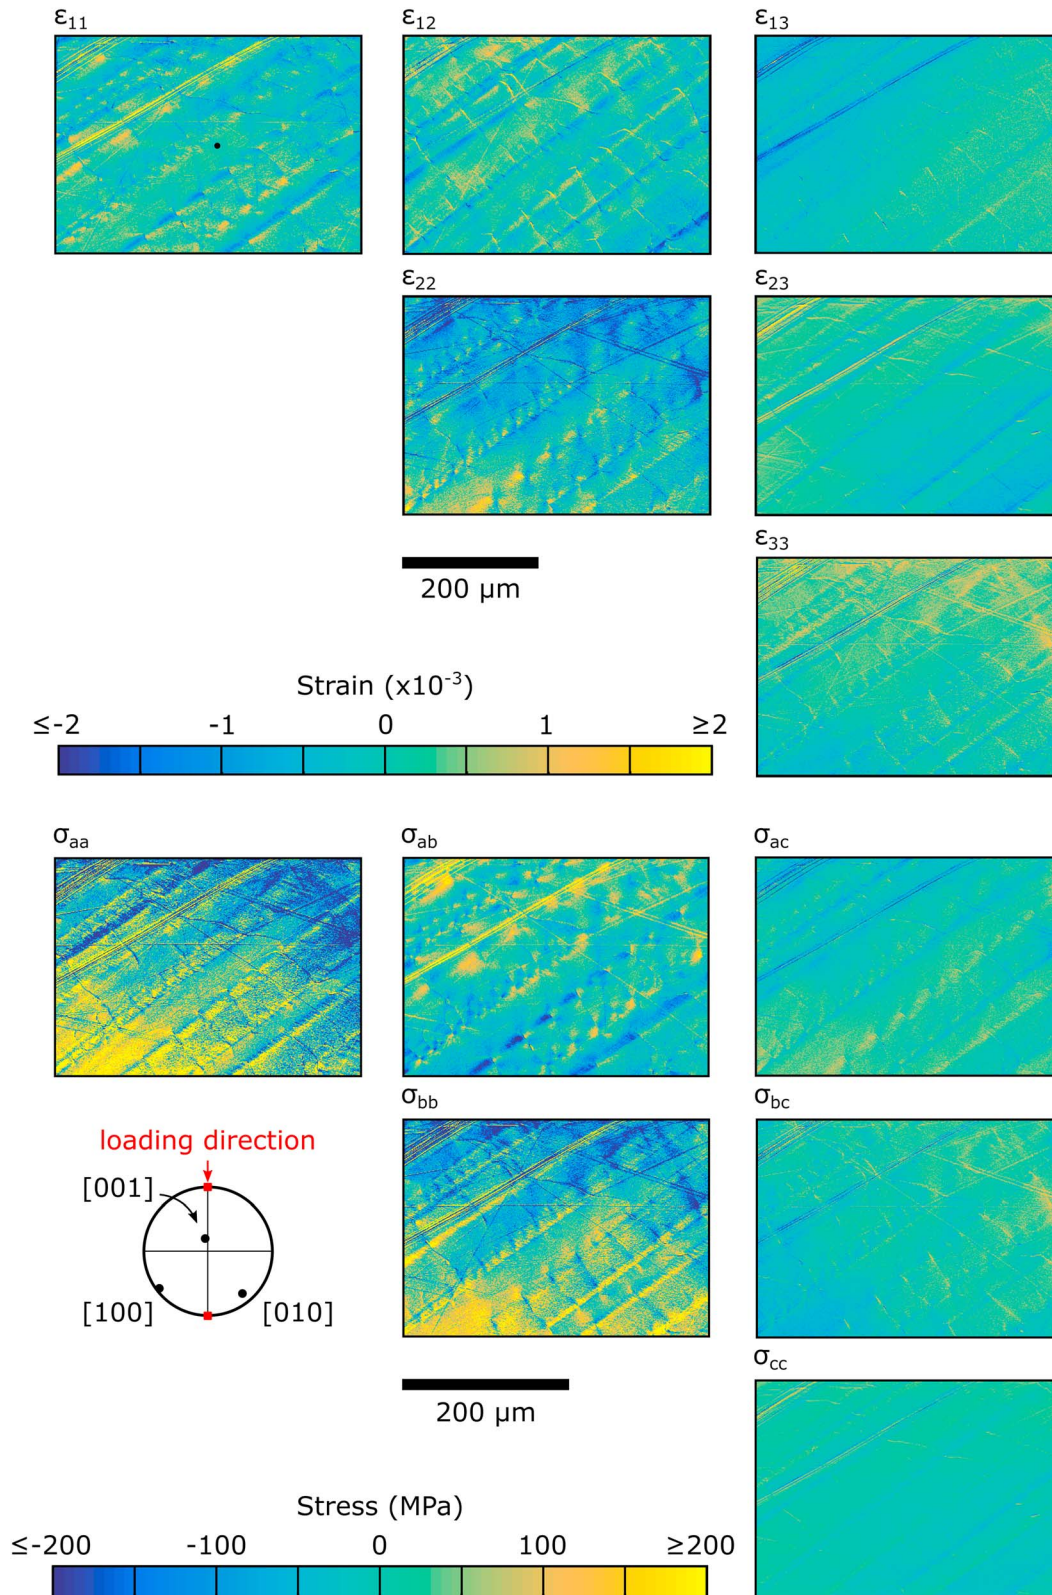 ε11 ε12 ε13
ε22 ε23
200 μm
ε33
Strain (x10-3)
≤-2 -1 0 1 ≥2
σaa σab σac
σbb σbc
loading direction
[001]
[100] [010]
σcc
200 μm
Stress (MPa)
≤-200 -100 0 100 ≥200